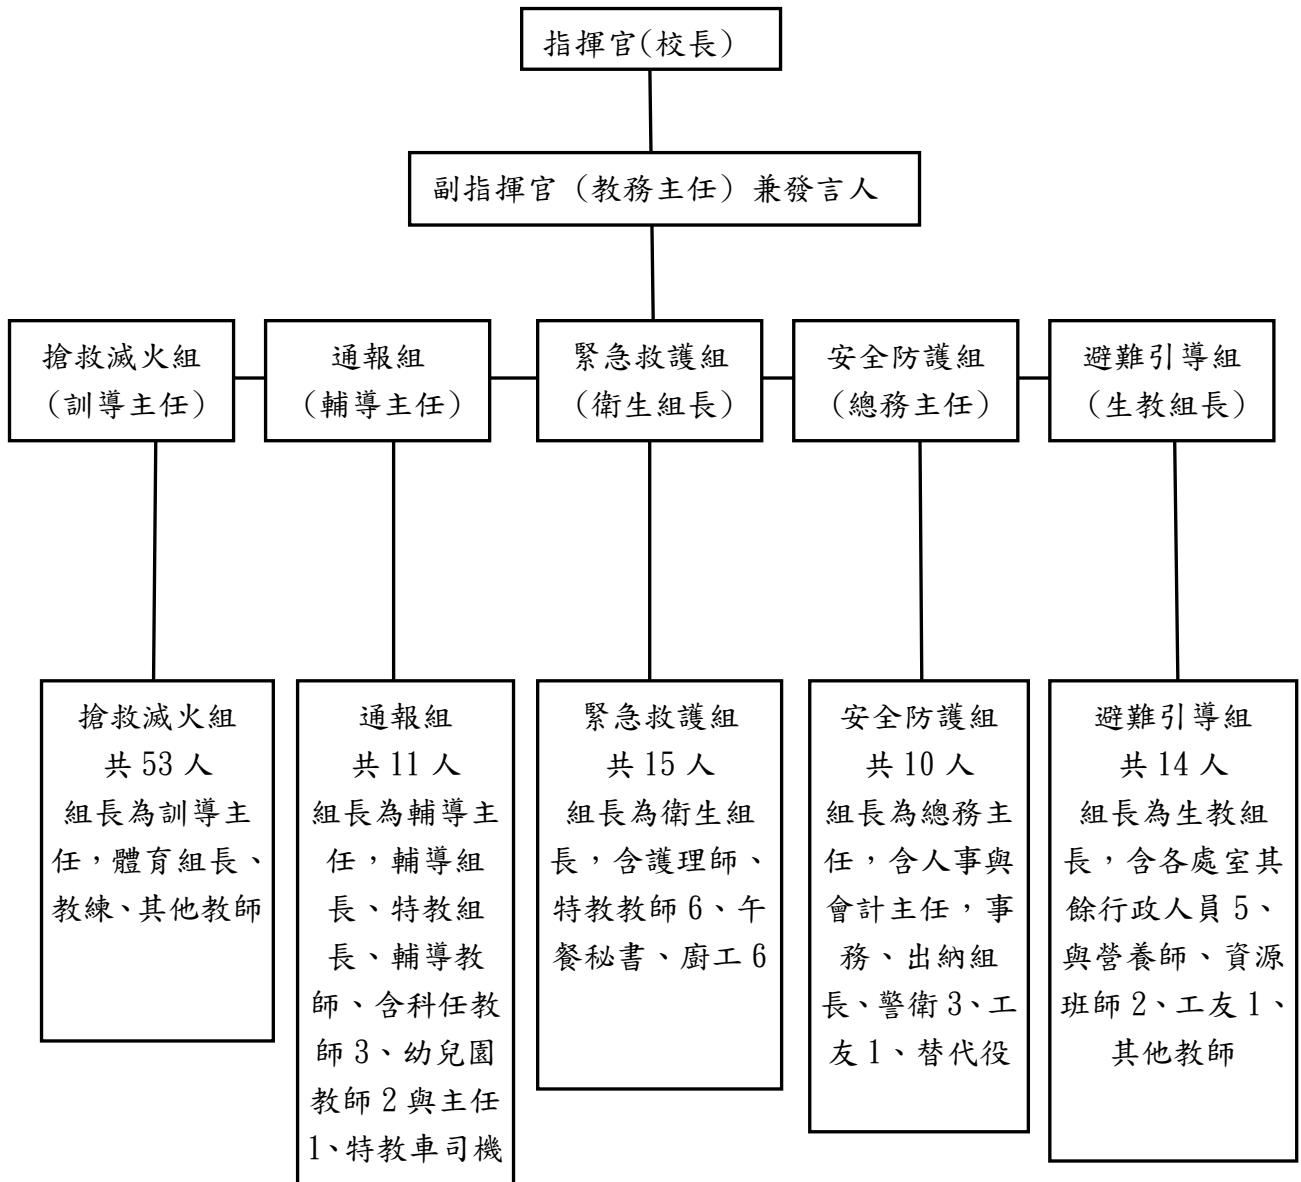 指揮官(校長)
副指揮官（教務主任）兼發言人
搶救滅火組
（訓導主任）
通報組
（輔導主任）
緊急救護組
（衛生組長）
安全防護組
（總務主任）
避難引導組
（生教組長）
搶救滅火組
共 53 人
組長為訓導主
任，體育組長、
教練、其他教師
通報組
共 11 人
組長為輔導主
任，輔導組
長、特教組
長、輔導教
師、含科任教
師 3、幼兒園
教師 2 與主任
1、特教車司機
緊急救護組
共 15 人
組長為衛生組
長，含護理師、
特教教師 6、午
餐秘書、廚工 6
安全防護組
共 10 人
組長為總務主
任，含人事與
會計主任，事
務、出納組
長、警衛 3、工
友 1、替代役
避難引導組
共 14 人
組長為生教組
長，含各處室其
餘行政人員 5、
與營養師、資源
班師 2、工友 1、
其他教師